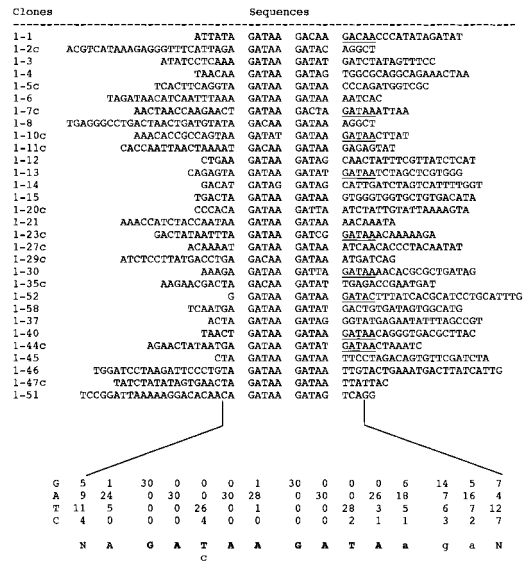 Clones Sequences
1-1 ATTATA GATAA GACAA GACAACCCATATAGATAT
1-2c ACGTCATAAAGAGGGTTTCATTAGA GATAA GATAC AGGCT
1-3 ATATCCTCAAA GATAA GATAT GATCTATAGTTTCC
1-4 TAACAA GATAA GATAG TGGCGCAGGCAGAAACTAA
1-5c TCACTTCAGGTA GATAA GATAA CCCAGATGGTCGC
1-6 TAGATAACATCAATTTAAA GATAA GATAA AATCAC
1-7c AACTAACCAAGAACT GATAA GACTA GATAAATTAA
1-8 TGAGGGCCTGACTAACTGATGTATA GACAA GATAA AGGCT
1-10c AAACACCGCCAGTAA GATAT GATAA GATAACTTAT
1-11c CACCAATTAACTAAAAT GACAA GATAA GAGAGTAT
1-12 CTGAA GATAA GATAG CAACTATTTCGTTATCTCAT
1-13 CAGAGTA GATAA GATAT GATAATCTAGCTCGTGGG
1-14 GACAT GATAG GATAG CATTGATCTAGTCATTTTGGT
1-15 TGACTA GATAA GATAA GTGGGTGGTGCTGTGACATA
1-20c CCCACA GATAA GATTA ATCTATTGTATTAAAAGTA
1-21 AAACCATCTACCAATAA GATAA GATAA AACAAATA
1-23c GACTATAATTTA GATAA GATCG GATAAACAAAAAGA
1-27c ACAAAAT GATAA GATAA ATCAACACCCTACAATAT
1-29c ATCTCCTTATGACCTGA GACAA GATAA AATGATCAG
1-30 AAAGA GATAA GATTA GATAAAACACGCGCTGATAG
1-35c AAGAACGACTA GACAA GATAT TGAGACCGAATGAT
1-52 G GATAA GATAA GATACTTTATCACGCATCCTGCATTTG
1-58 TCAATGA GATAA GATAT GACTGTGATAGTGGCATG
1-37 ACTA GATAA GATAG GGTATGAGAATATTTAGCCGT
1-40 TAACT GATAA GATAA GATAACAGGGTGACGCTTAC
1-44c AGAACTATAATGA GATAA GATAT GATAACTAAATC
1-45 CTA GATAA GATAA TTCCTAGACAGTGTTCGATCTA
1-46 TGGATCCTAAGATTCCCTGTA GATAA GATAA TTGTACTGAAATGACTTATCATTG
1-47c TATCTATATAGTGAACTA GATAA GATAA TTATTAC
1-51 TCCGGATTAAAAAGGACACAACA GATAA GATAG TCAGG
G 5 1 30 0 0 0 1 30 0 0 0 6 14 5 7
A 9 24 0 30 0 30 28 0 30 0 26 18 7 16 4
T 11 5 0 0 26 0 1 0 0 28 3 5 6 7 12
C 4 0 0 0 4 0 0 0 0 2 1 1 3 2 7
N A G A T A A G A T A a g a N
C